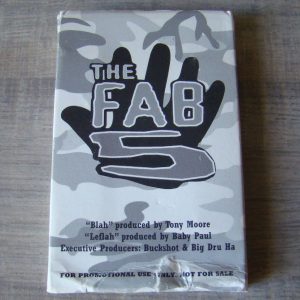 THE
FAB
5
"Blah" produced by Tony Moore
"Leflah" produced by Baby Paul
Executive Producers: Buckshot & Big Dru Ha
FOR PROMOTIONAL USE ONLY. NOT FOR SALE